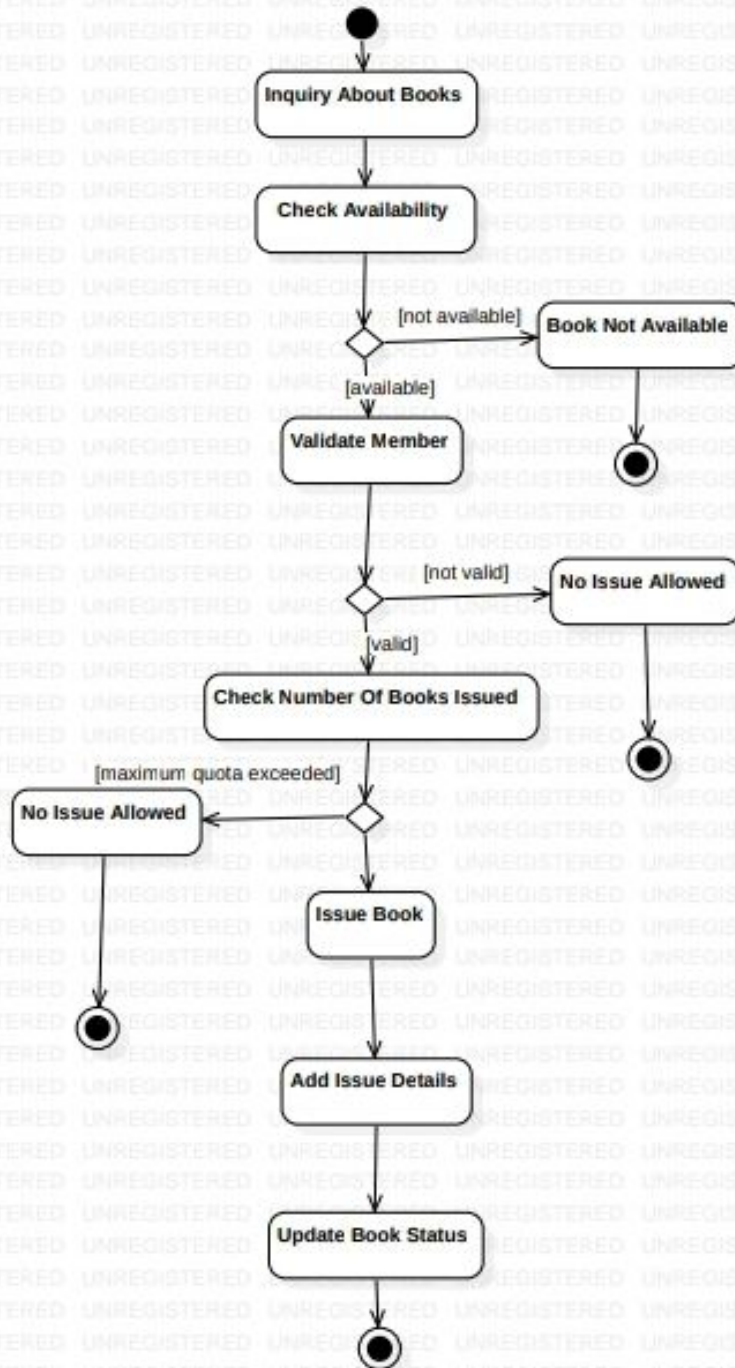 Inquiry About Books
Check Availability
[not available]
Book Not Available
[available]
Validate Member
[not valid]
No Issue Allowed
[valid]
Check Number Of Books Issued
[maximum quota exceeded]
No Issue Allowed
Issue Book
Add Issue Details
Update Book Status
UNREGISTERED